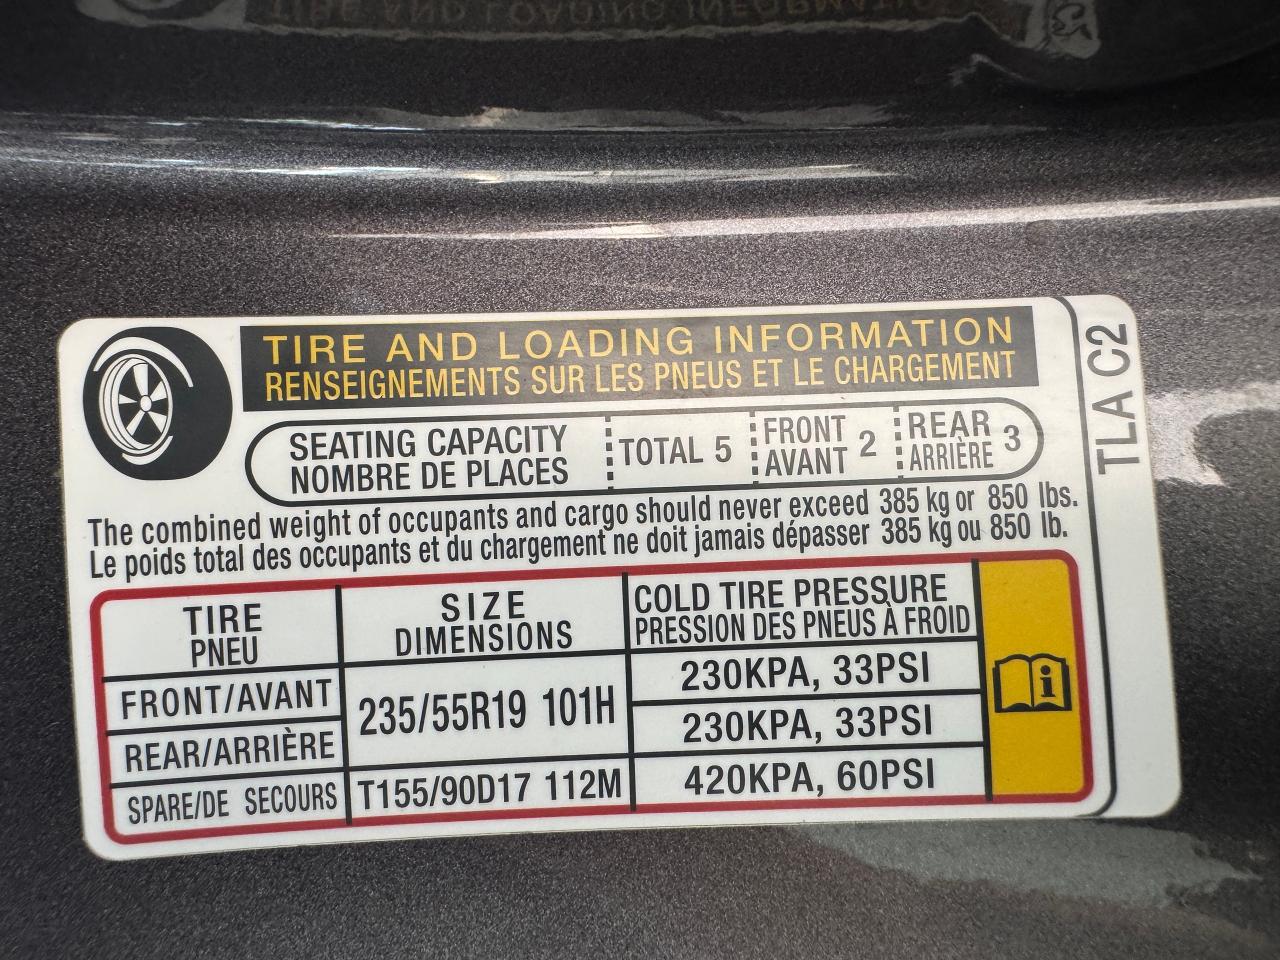 TIRE AND LOADING INFORMATION
TIRE AND LOADING INFORMATION
RENSEIGNEMENTS SUR LES PNEUS ET LE CHARGEMENT
SEATING CAPACITY
NOMBRE DE PLACES
TOTAL 5
FRONT
AVANT
2
REAR
ARRIÈRE
3
TLA C2
The combined weight of occupants and cargo should never exceed 385 kg or 850 lbs.
Le poids total des occupants et du chargement ne doit jamais dépasser 385 kg ou 850 lb.
TIRE
PNEU
SIZE
DIMENSIONS
COLD TIRE PRESSURE
PRESSION DES PNEUS À FROID
FRONT/AVANT
235/55R19 101H
230KPA, 33PSI
REAR/ARRIÈRE
230KPA, 33PSI
SPARE/DE SECOURS
T155/90D17 112M
420KPA, 60PSI
i